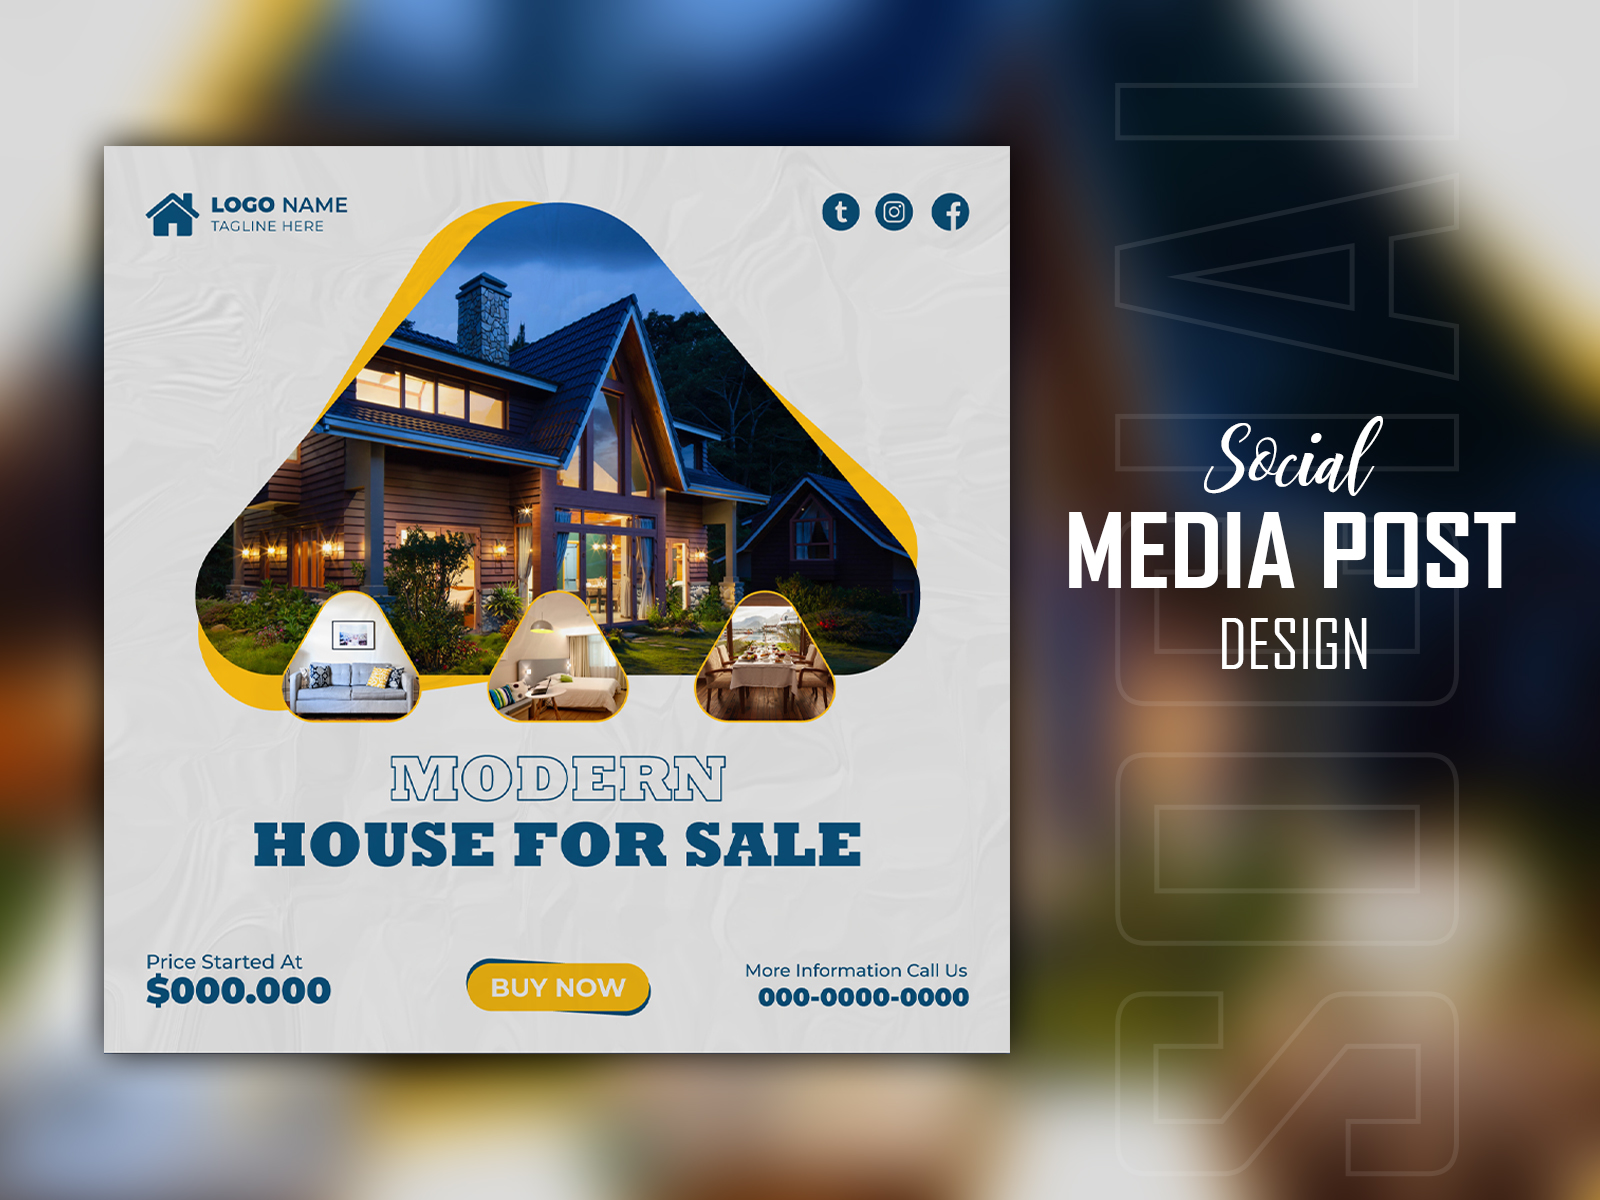 LOGO NAME
TAGLINE HERE
MODERN
HOUSE FOR SALE
Price Started At
$000.000
BUY NOW
More Information Call Us
000-0000-0000
Social
MEDIA POST
DESIGN
SOCIAL